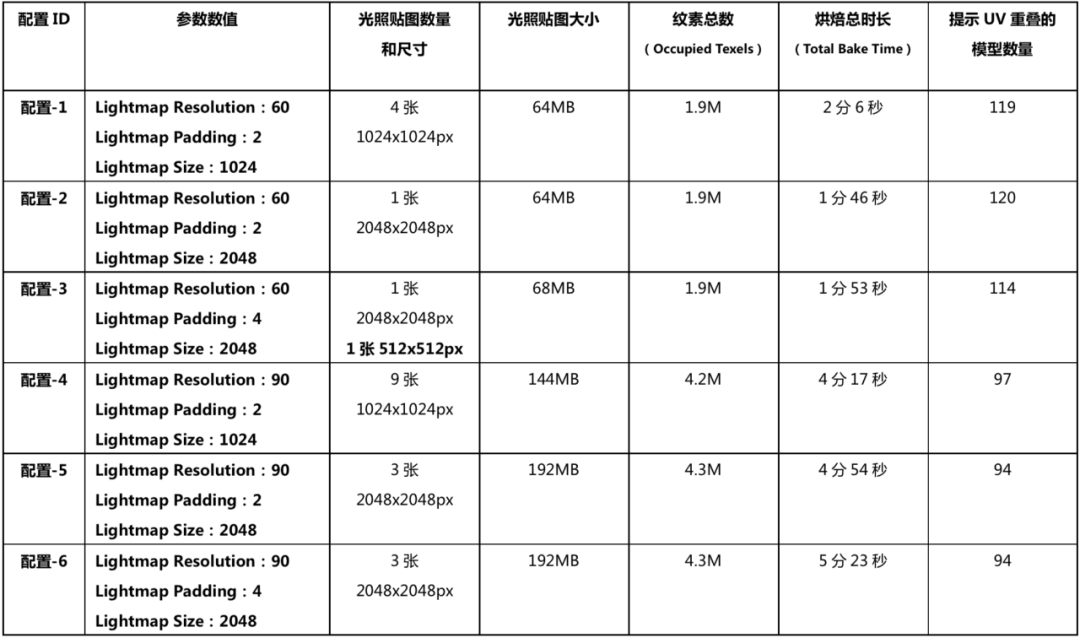 配置 ID 参数数值 光照贴图数量 光照贴图大小 纹素总数 烘焙总时长 提示 UV 重叠的
和尺寸 （Occupied Texels） （Total Bake Time） 模型数量
配置-1 Lightmap Resolution：60 4 张 64MB 1.9M 2 分 6 秒 119
Lightmap Padding：2 1024x1024px
Lightmap Size：1024
配置-2 Lightmap Resolution：60 1 张 64MB 1.9M 1 分 46 秒 120
Lightmap Padding：2 2048x2048px
Lightmap Size：2048
配置-3 Lightmap Resolution：60 1 张 68MB 1.9M 1 分 53 秒 114
Lightmap Padding：4 2048x2048px
Lightmap Size：2048 1 张 512x512px
配置-4 Lightmap Resolution：90 9 张 144MB 4.2M 4 分 17 秒 97
Lightmap Padding：2 1024x1024px
Lightmap Size：1024
配置-5 Lightmap Resolution：90 3 张 192MB 4.3M 4 分 54 秒 94
Lightmap Padding：2 2048x2048px
Lightmap Size：2048
配置-6 Lightmap Resolution：90 3 张 192MB 4.3M 5 分 23 秒 94
Lightmap Padding：4 2048x2048px
Lightmap Size：2048